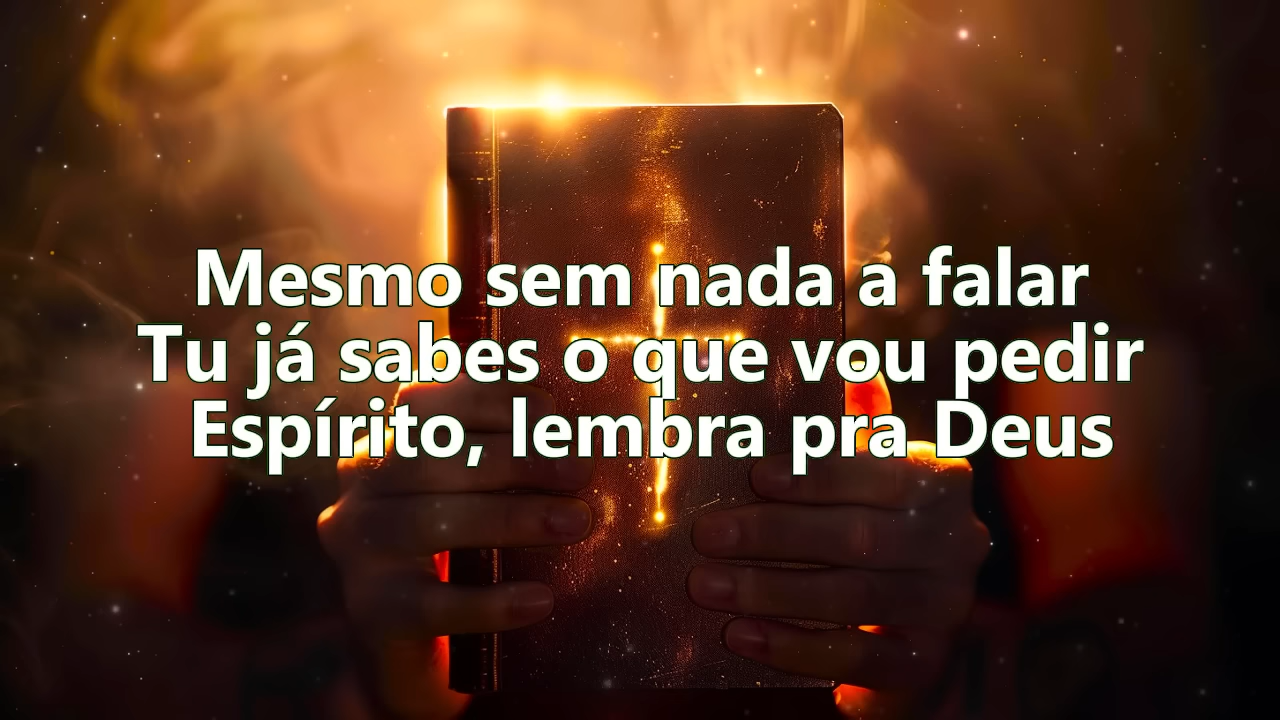 Mesmo sem nada a falar
Tu já sabes o que vou pedir
Espírito, lembra pra Deus